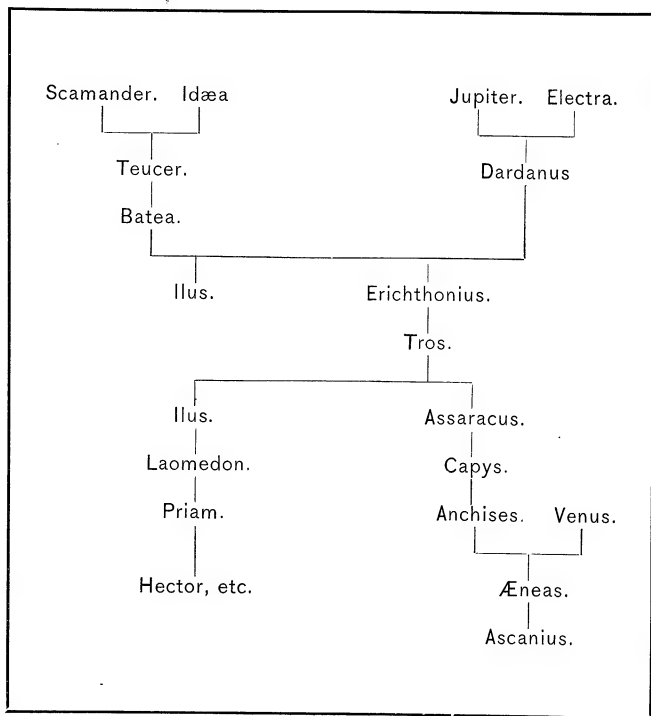 Scamander. Idæa Jupiter. Electra.
Teucer. Dardanus
Batea.
Ilus. Erichthonius.
Tros.
Ilus. Assaracus.
Laomedon. Capys.
Priam. Anchises. Venus.
Hector, etc. Æneas.
Ascanius.